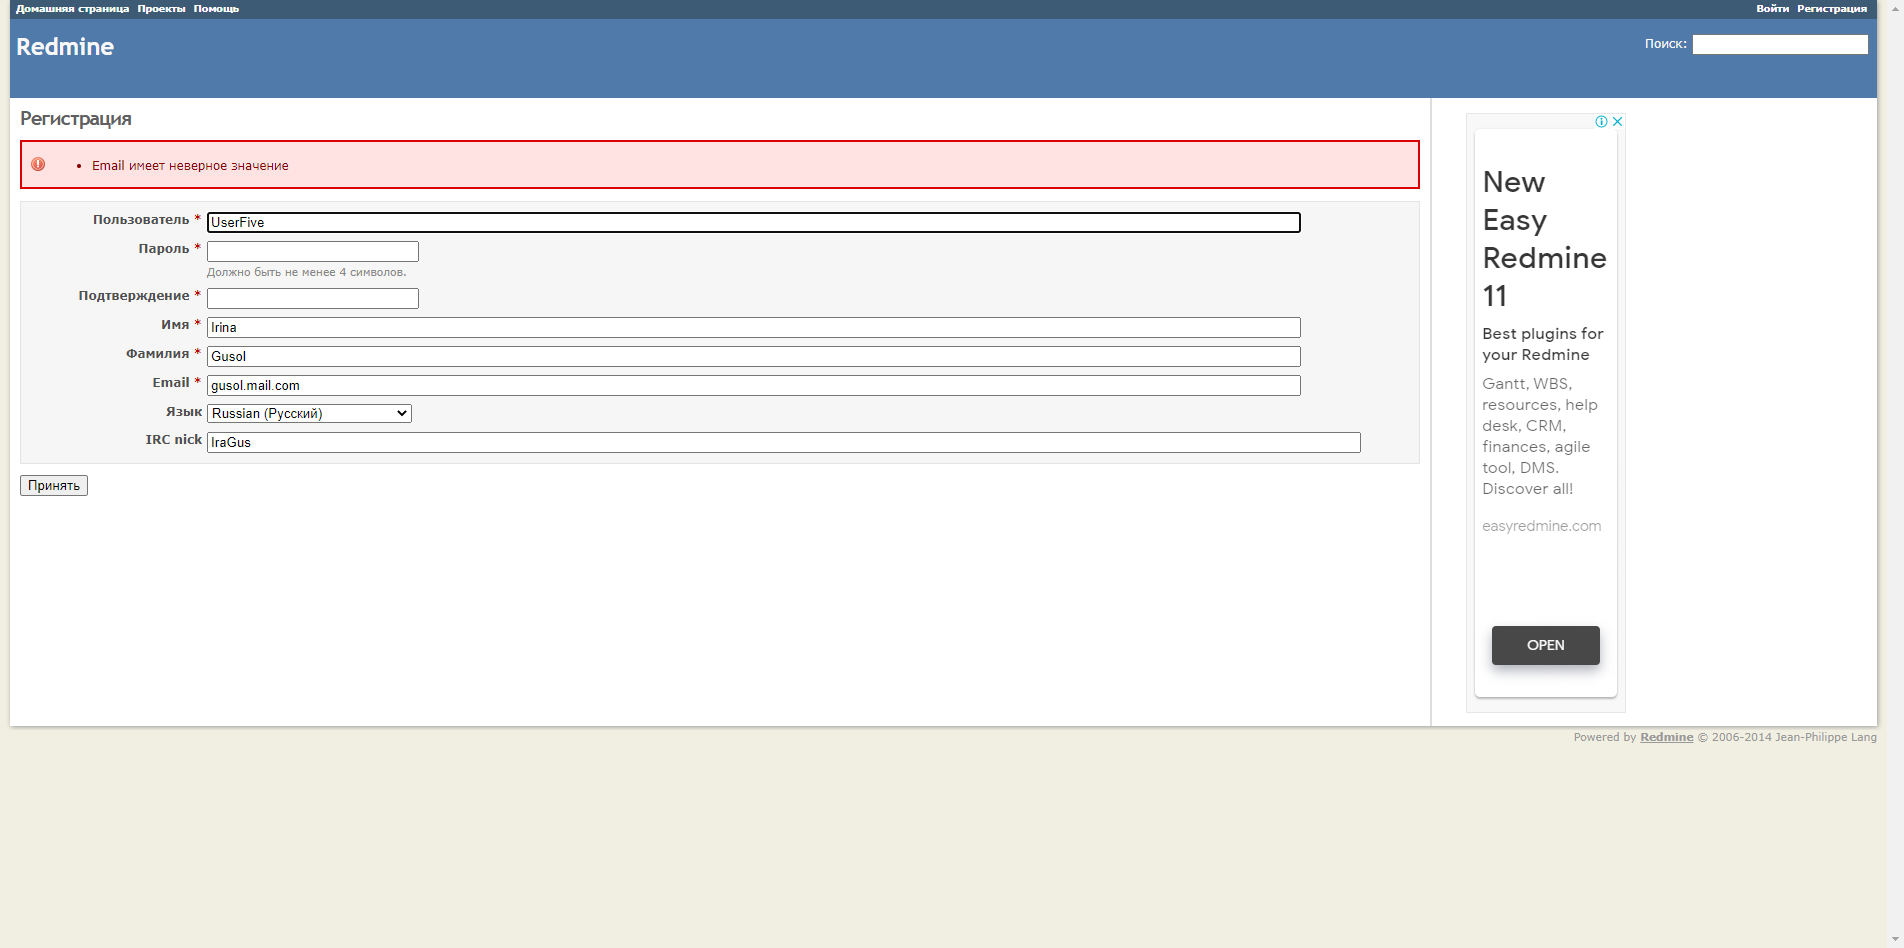 Домашняя страница Проекты Помощь
Войти Регистрация
Redmine
Поиск:
Регистрация
Email имеет неверное значение
Пользователь * UserFive
Пароль *
Должно быть не менее 4 символов.
Подтверждение *
Имя * Irina
Фамилия * Gusol
Email * gusol.mail.com
Язык Russian (Русский)
IRC nick IraGus
Принять
New
Easy
Redmine
11
Best plugins for
your Redmine
Gantt, WBS,
resources, help
desk, CRM,
finances, agile
tool, DMS.
Discover all!
easyredmine.com
OPEN
Powered by Redmine © 2006-2014 Jean-Philippe Lang